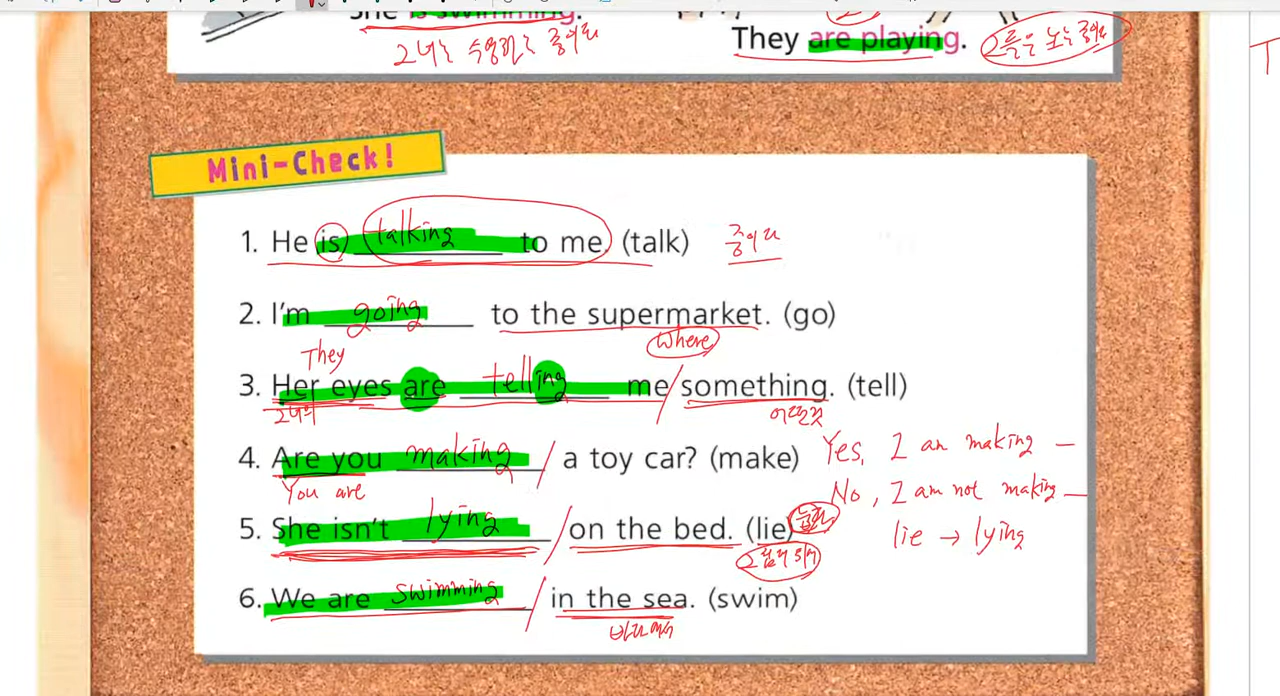 She is swimming.
그녀는 수영하는 중이다
They are playing.
그들은 노는 중이다
Mini-Check!
1. He is talking to me. (talk) 중이다
2. I'm going to the supermarket. (go)
where
They
3. Her eyes are telling me / something. (tell)
그녀의 어떤것
4. Are you making / a toy car? (make) Yes, I am making —
You are No, I am not making —
5. She isn't lying / on the bed. (lie) 눕다 lie → lying
6. We are swimming / in the sea. (swim)
바다에서